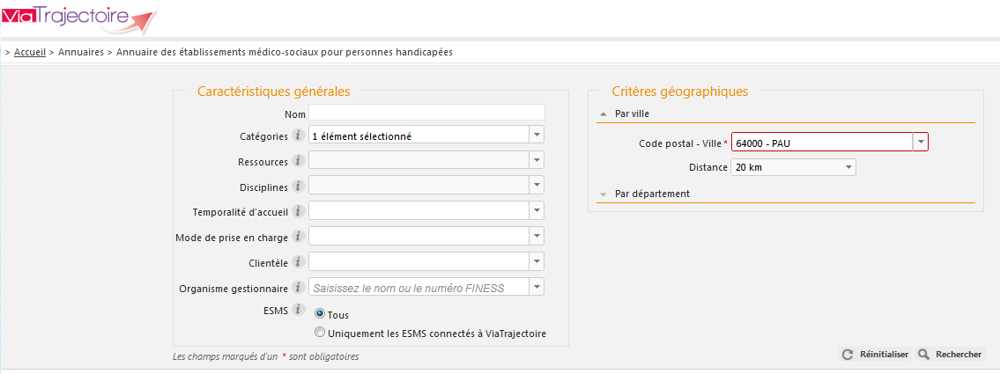 ViaTrajectoire
> Accueil > Annuaires > Annuaire des établissements médico-sociaux pour personnes handicapées
Caractéristiques générales
Nom
Catégories i 1 élément sélectionné
Ressources i
Disciplines i
Temporalité d'accueil i
Mode de prise en charge i
Clientèle i
Organisme gestionnaire i Saisissez le nom ou le numéro FINESS
ESMS i Tous
Uniquement les ESMS connectés à ViaTrajectoire
Les champs marqués d'un * sont obligatoires
Critères géographiques
Par ville
Code postal - Ville * 64000 - PAU
Distance 20 km
Par département
Réinitialiser Rechercher